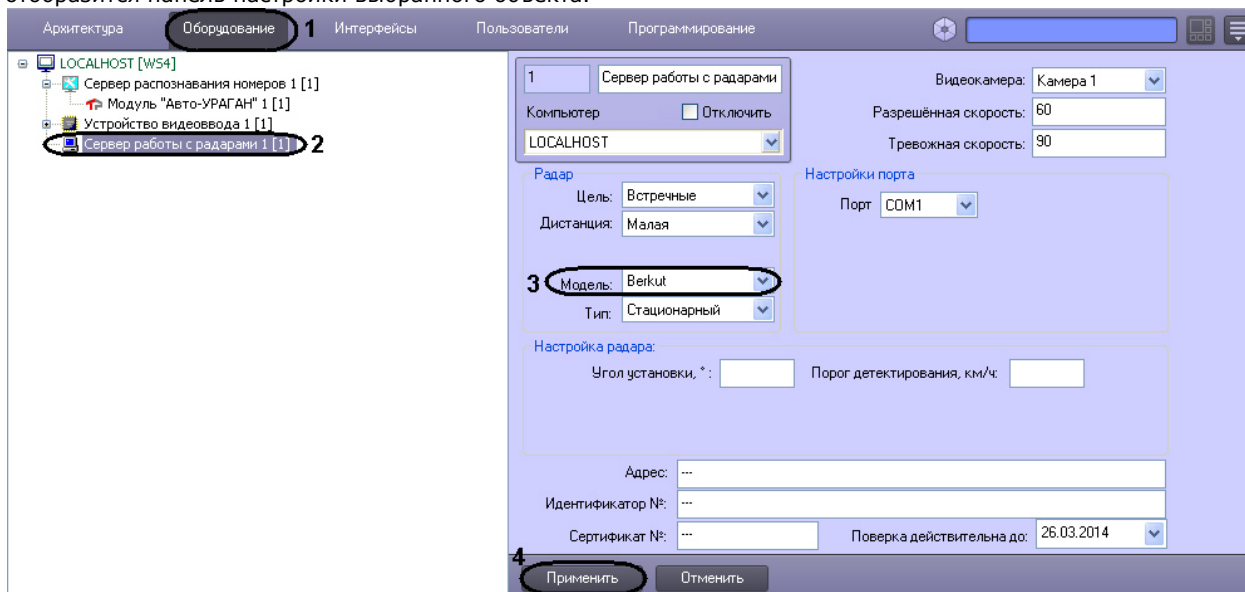 отобразится панель настройки выбранного объекта.
Архитектура Оборудование 1 Интерфейсы Пользователи Программирование
LOCALHOST [WS4]
Сервер распознавания номеров 1 [1]
Модуль "Авто-УРАГАН" 1 [1]
Устройство видеоввода 1 [1]
Сервер работы с радарами 1 [1] 2
1 Сервер работы с радарами
Компьютер Отключить
LOCALHOST
Видеокамера: Камера 1
Разрешённая скорость: 60
Тревожная скорость: 90
Радар
Цель: Встречные
Дистанция: Малая
3 Модель: Berkut
Тип: Стационарный
Настройки порта
Порт COM1
Настройка радара:
Угол установки, ° : Порог детектирования, км/ч:
Адрес: ---
Идентификатор №: ---
Сертификат №: --- Поверка действительна до: 26.03.2014
4
Применить Отменить